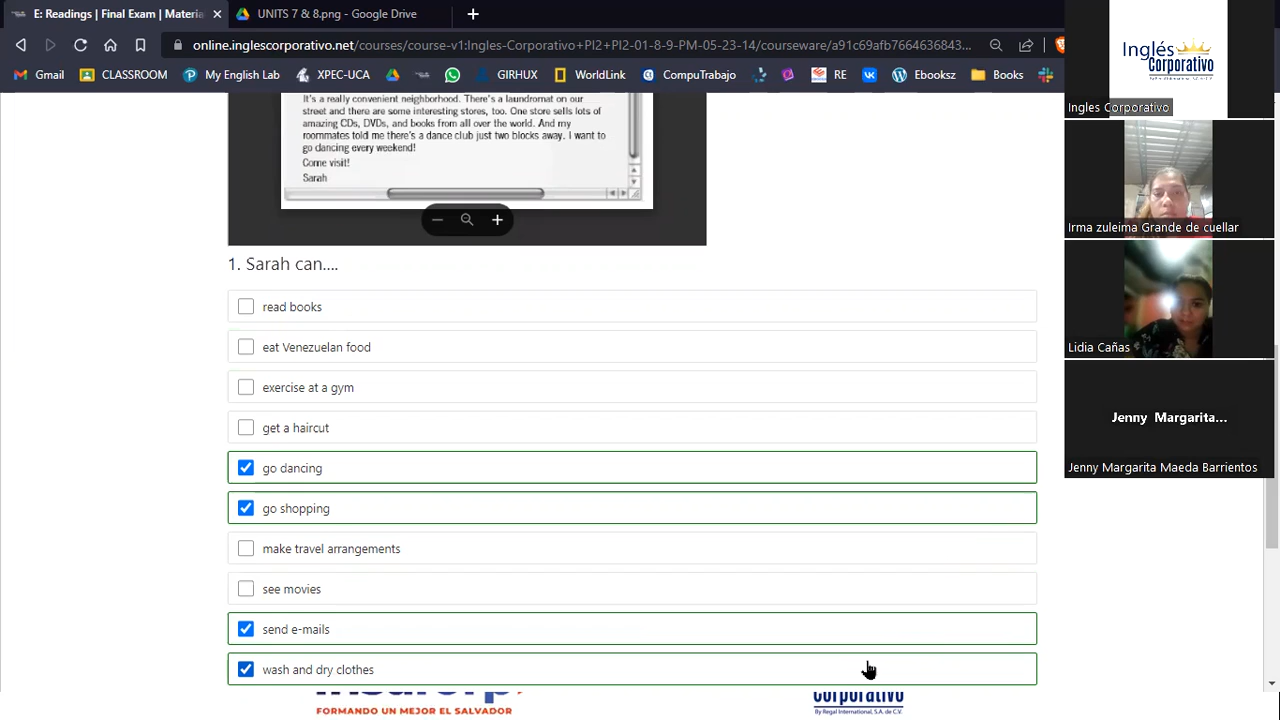 E: Readings | Final Exam | Materia
UNITS 7 & 8.png - Google Drive
online.inglescorporativo.net/courses/course-v1:Ingles-Corporativo+PI2+PI2-01-8-9-PM-05-23-14/courseware/a91c69afb7664636843...
Gmail CLASSROOM My English Lab XPEC-UCA GIRHUX WorldLink CompuTrabajo RE Wordksz Books
It's a really convenient neighborhood. There's a laundromat on our
street and there are some interesting stores, too. One store sells lots of
amazing CDs, DVDs, and books from all over the world. And my
roommates told me there's a dance club just two blocks away. I want to
go dancing every weekend!
Come visit!
Sarah
1. Sarah can....
read books
eat Venezuelan food
exercise at a gym
get a haircut
go dancing
go shopping
make travel arrangements
see movies
send e-mails
wash and dry clothes
FORMANDO UN MEJOR EL SALVADOR
corporativo
By Regal International, S.A. de C.V.
Inglés
Corporativo
Ingles Corporativo
Irma zuleima Grande de cuellar
Lidia Cañas
Jenny Margarita...
Jenny Margarita Maeda Barrientos